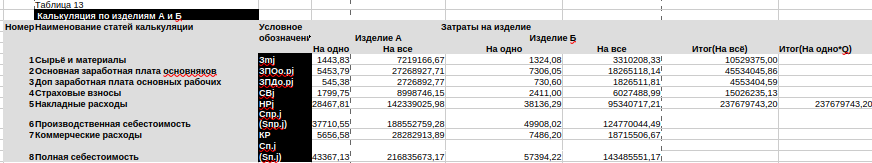 Таблица 13
Калькуляция по изделиям А и Б
Номер Наименование статей калькуляции Условное Затраты на изделие
обозначени Изделие А Изделие Б
На одно На все На одно На все Итог(На всё) Итог(На одно*Q)
1 Сырьё и материалы Зmj 1443,83 7219166,67 1324,08 3310208,33 10529375,00
2 Основная заработная плата основняков ЗПОо.pj 5453,79 27268927,71 7306,05 18265118,14 45534045,86
3 Доп заработная плата основных рабочих ЗПДо.pj 545,38 2726892,77 730,60 1826511,81 4553404,59
4 Страховые взносы СВj 1799,75 8998746,15 2411,00 6027488,99 15026235,13
5 Накладные расходы НРj 28467,81 142339025,98 38136,29 95340717,21 237679743,20 237679743,20
Спр.j
6 Производственная себестоимость (Sпр.j) 37710,55 188552759,28 49908,02 124770044,49
7 Коммерческие расходы КР 5656,58 28282913,89 7486,20 18715506,67
Сп.j
8 Полная себестоимость (Sп.j) 43367,13 216835673,17 57394,22 143485551,17